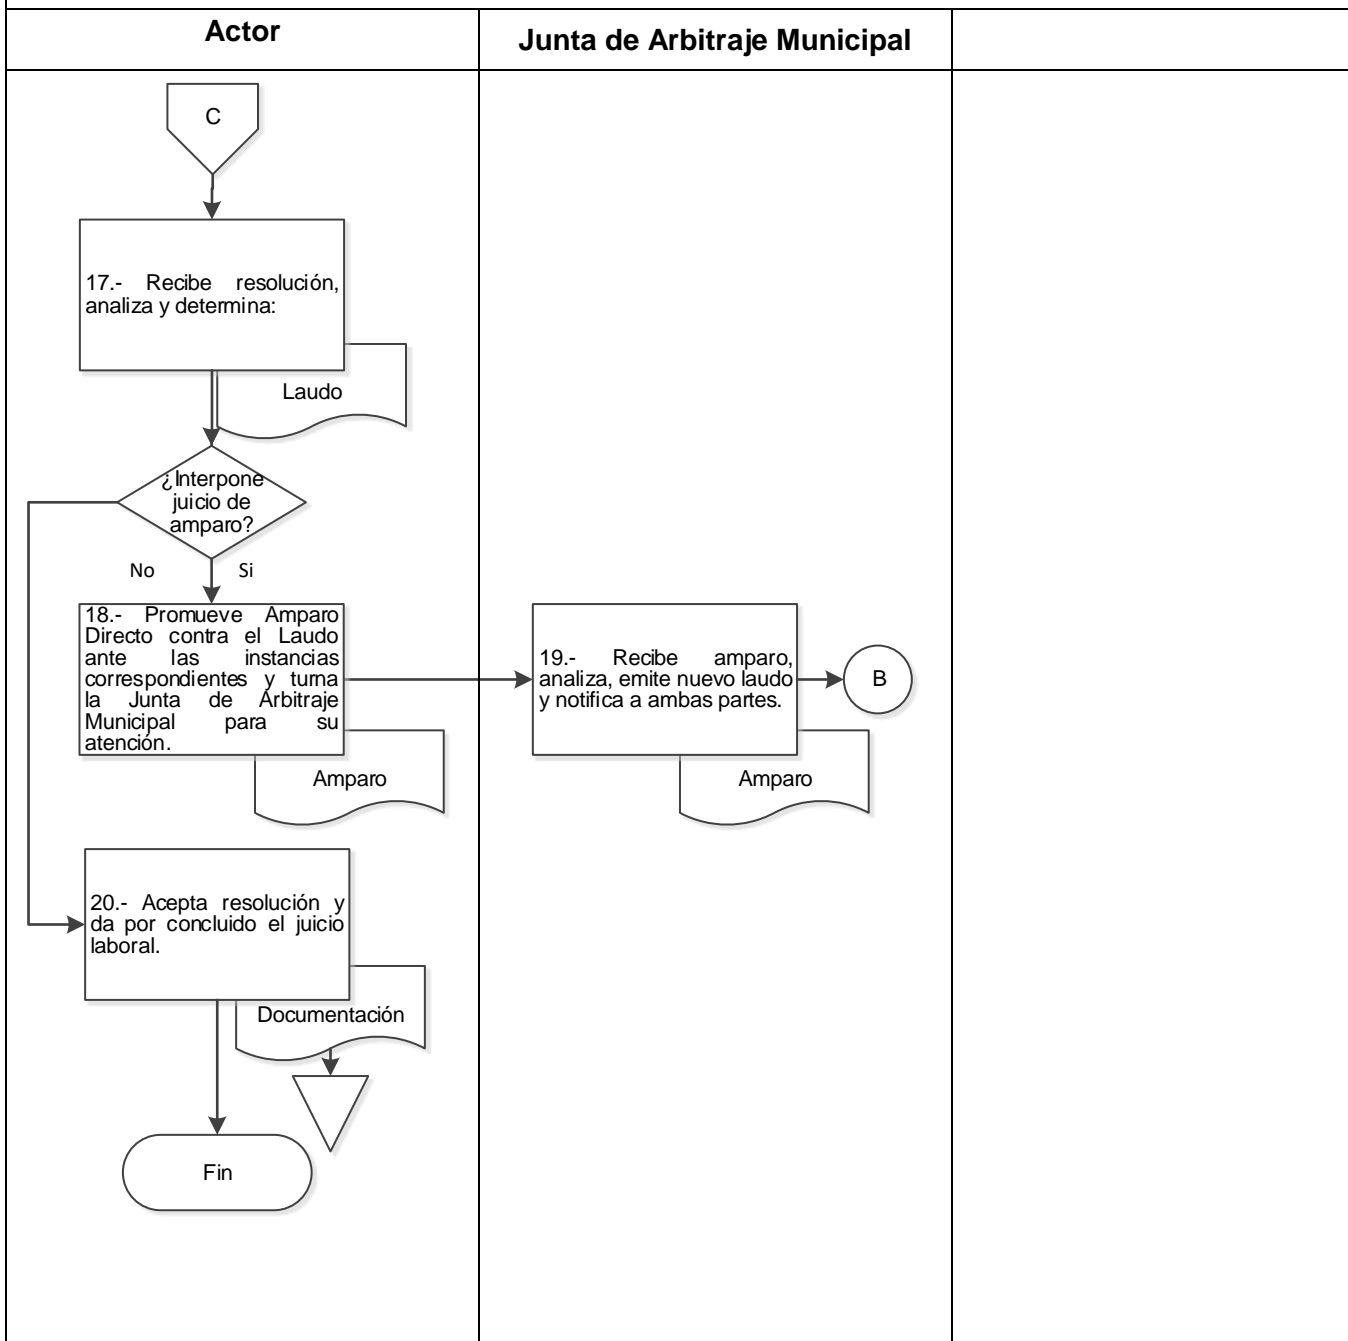 Actor
Junta de Arbitraje Municipal
C
17.- Recibe resolución,
analiza y determina:
Laudo
¿Interpone
juicio de
amparo?
No
Si
18.- Promueve Amparo
Directo contra el Laudo
ante las instancias
correspondientes y turna
la Junta de Arbitraje
Municipal para su
atención.
Amparo
19.- Recibe amparo,
analiza, emite nuevo laudo
y notifica a ambas partes.
Amparo
B
20.- Acepta resolución y
da por concluido el juicio
laboral.
Documentación
Fin